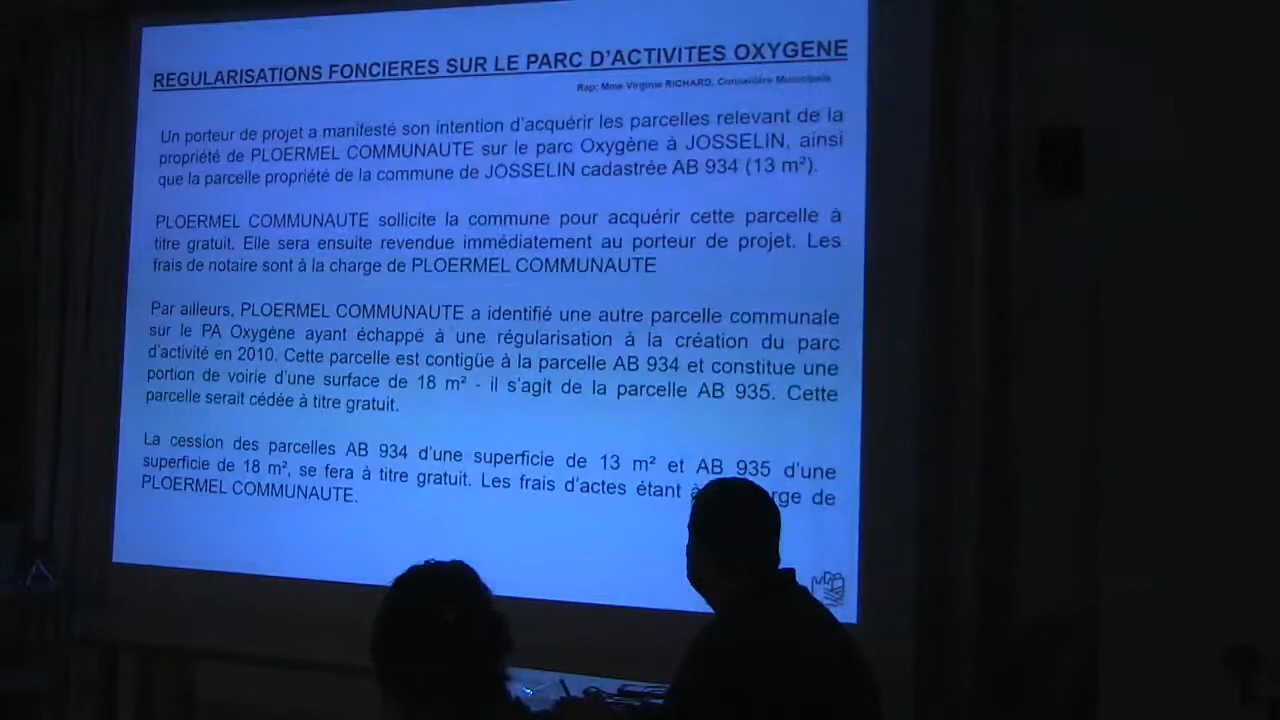 REGULARISATIONS FONCIERES SUR LE PARC D'ACTIVITES OXYGENE
Rap: Mme Virginie RICHARD, Conseillère Municipale
Un porteur de projet a manifesté son intention d'acquérir les parcelles relevant de la
propriété de PLOERMEL COMMUNAUTE sur le parc Oxygène à JOSSELIN, ainsi
que la parcelle propriété de la commune de JOSSELIN cadastrée AB 934 (13 m²).
PLOERMEL COMMUNAUTE sollicite la commune pour acquérir cette parcelle à
titre gratuit. Elle sera ensuite revendue immédiatement au porteur de projet. Les
frais de notaire sont à la charge de PLOERMEL COMMUNAUTE
Par ailleurs, PLOERMEL COMMUNAUTE a identifié une autre parcelle communale
sur le PA Oxygène ayant échappé à une régularisation à la création du parc
d'activité en 2010. Cette parcelle est contigüe à la parcelle AB 934 et constitue une
portion de voirie d'une surface de 18 m² - il s'agit de la parcelle AB 935. Cette
parcelle serait cédée à titre gratuit.
La cession des parcelles AB 934 d'une superficie de 13 m² et AB 935 d'une
superficie de 18 m², se fera à titre gratuit. Les frais d'actes étant rge de
PLOERMEL COMMUNAUTE.